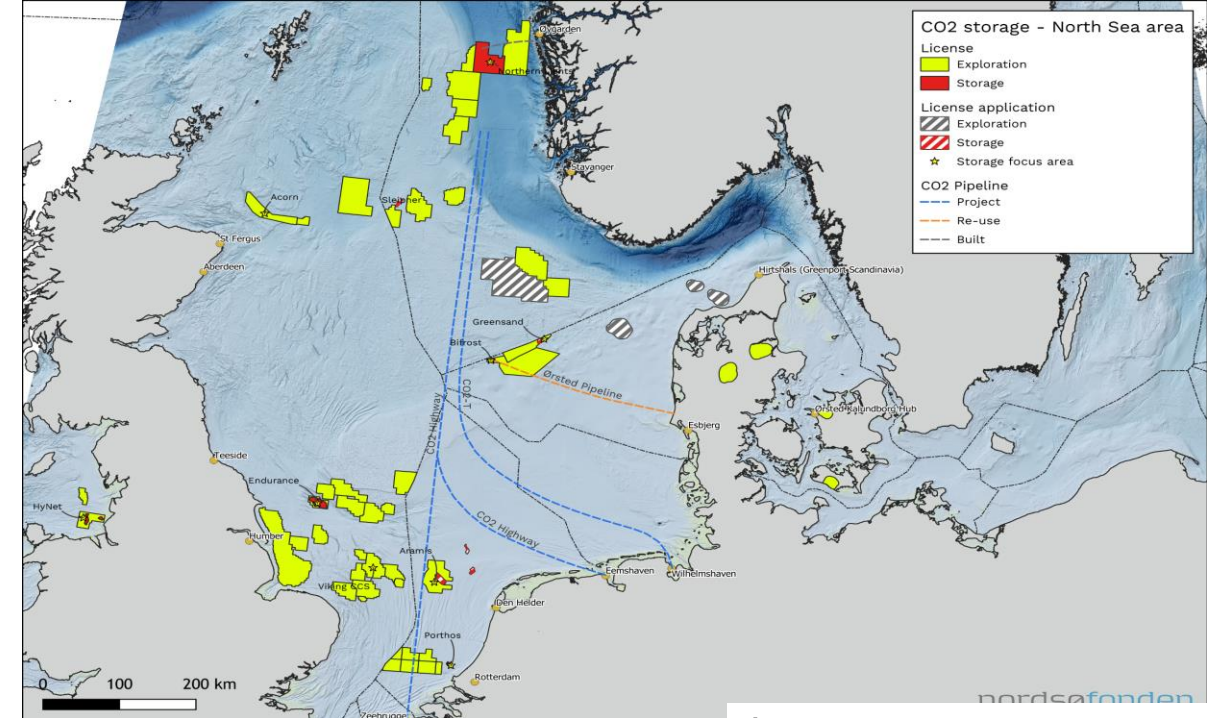 CO2 storage - North Sea area
License
Exploration
Storage
License application
Exploration
Storage
Storage focus area
CO2 Pipeline
Project
Re-use
Built
Øygarden
Northern Lights
Stavanger
Sleipner
Acorn
St Fergus
Aberdeen
Hirtshals (Greenport Scandinavia)
Greensand
Bifrost
Ørsted Pipeline
CO2-T
CO2 Highway
Esbjerg
Ørsted Kalundborg Hub
Teeside
Endurance
HyNet
Humber
CO2 Highway
Aramis
Viking CCS
Eemshaven
Wilhelmshaven
Den Helder
Porthos
Rotterdam
Zeebrugge
0 100 200 km
nordsøfonden